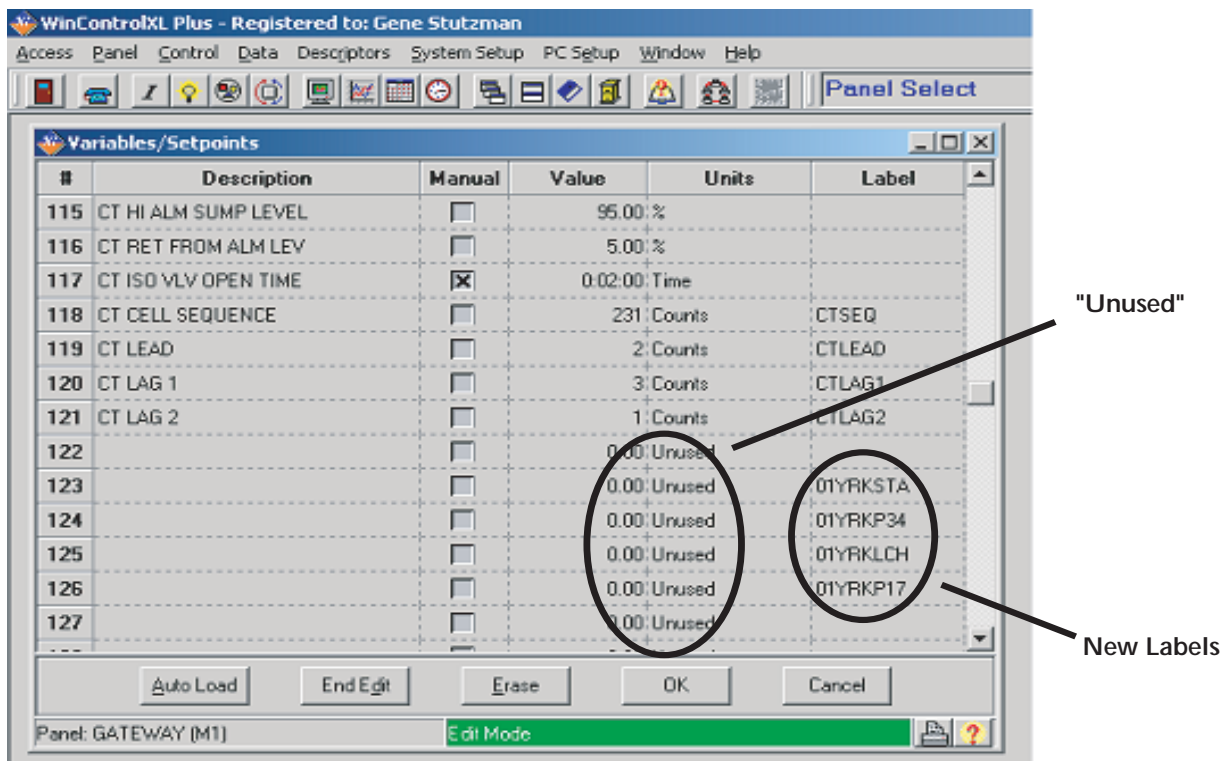 WinControlXL Plus - Registered to: Gene Stutzman
Access Panel Control Data Descriptors System Setup PC Setup Window Help
Panel Select
Variables/Setpoints
# Description Manual Value Units Label
115 CT HI ALM SUMP LEVEL 95.00 %
116 CT RET FROM ALM LEV 5.00 %
117 CT ISO VLV OPEN TIME 0:02:00 Time
118 CT CELL SEQUENCE 231 Counts CTSEQ
119 CT LEAD 2 Counts CTLEAD
120 CT LAG 1 3 Counts CTLAG1
121 CT LAG 2 1 Counts CTLAG2
122 0.00 Unused
123 0.00 Unused 01YRKSTA
124 0.00 Unused 01YRKP34
125 0.00 Unused 01YRKLCH
126 0.00 Unused 01YRKP17
127 0.00 Unused
"Unused"
New Labels
Auto Load End Edit Erase OK Cancel
Panel: GATEWAY (M1) Edit Mode